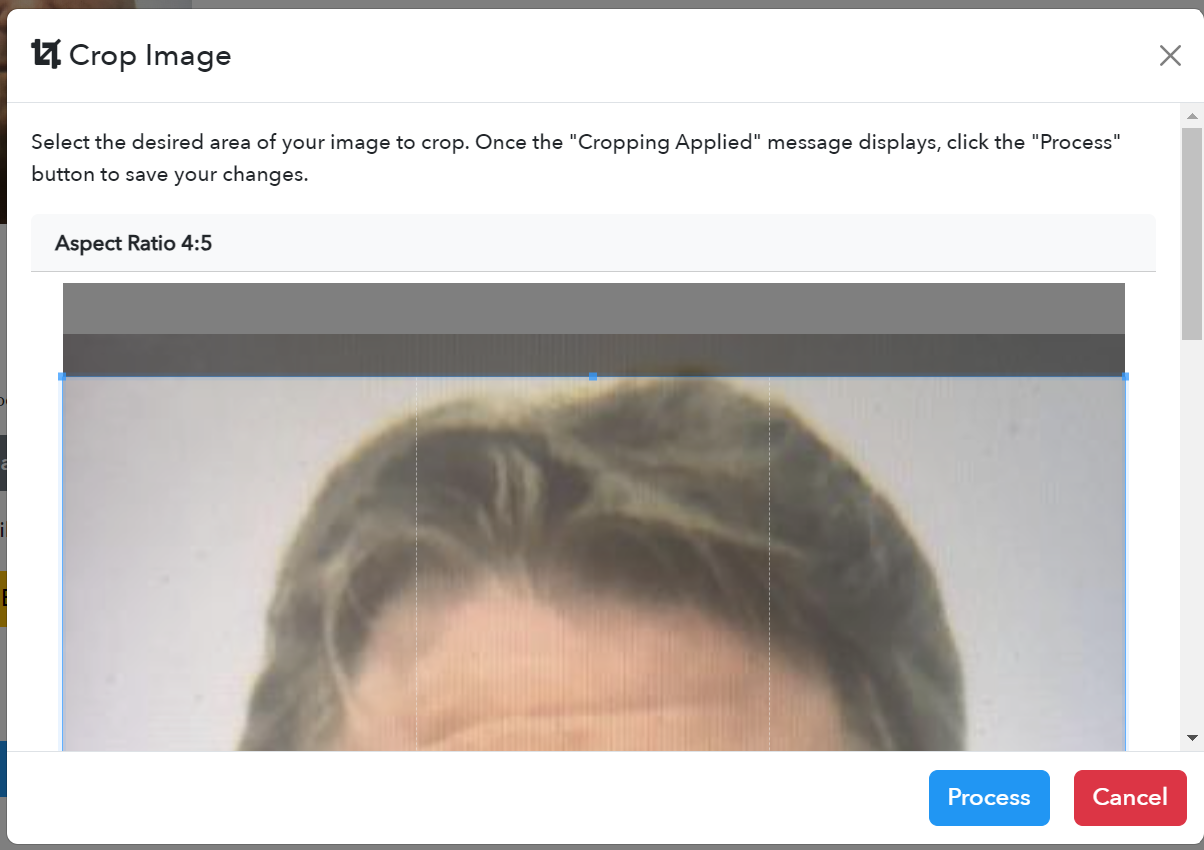 Crop Image
Select the desired area of your image to crop. Once the "Cropping Applied" message displays, click the "Process"
button to save your changes.
Aspect Ratio 4:5
Process
Cancel